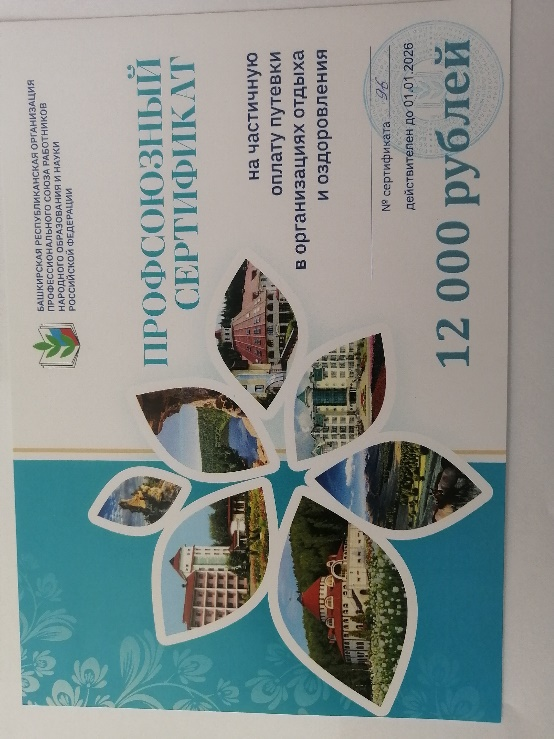 БАШКИРСКАЯ РЕСПУБЛИКАНСКАЯ ОРГАНИЗАЦИЯ
ПРОФЕССИОНАЛЬНОГО СОЮЗА РАБОТНИКОВ
НАРОДНОГО ОБРАЗОВАНИЯ И НАУКИ
РОССИЙСКОЙ ФЕДЕРАЦИИ
ПРОФСОЮЗНЫЙ
СЕРТИФИКАТ
на частичную
оплату путевки
в организациях отдыха
и оздоровления
№ сертификата 96
действителен до 01.01.2026
12 000 рублей